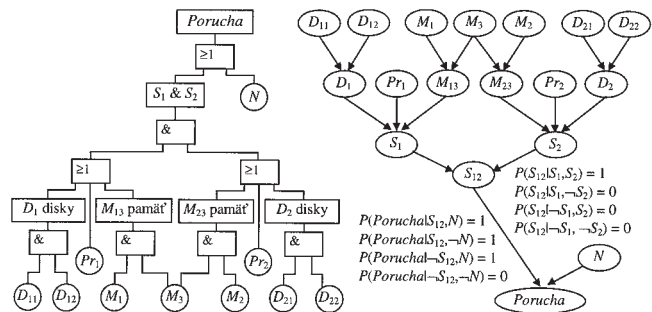 Porucha
≥1
S₁ & S₂
N
&
≥1
≥1
D₁ disky
M₁₃ pamäť
M₂₃ pamäť
D₂ disky
&
&
&
&
Pr₁
Pr₂
D₁₁
D₁₂
M₁
M₃
M₂
D₂₁
D₂₂
D₁₁
D₁₂
M₁
M₃
M₂
D₂₁
D₂₂
D₁
Pr₁
M₁₃
M₂₃
Pr₂
D₂
S₁
S₂
S₁₂
P(S₁₂|S₁,S₂) = 1
P(S₁₂|S₁,¬S₂) = 0
P(S₁₂|¬S₁,S₂) = 0
P(S₁₂|¬S₁, ¬S₂) = 0
P(Porucha|S₁₂,N) = 1
P(Porucha|S₁₂,¬N) = 1
P(Porucha|¬S₁₂,N) = 1
P(Porucha|¬S₁₂,¬N) = 0
N
Porucha